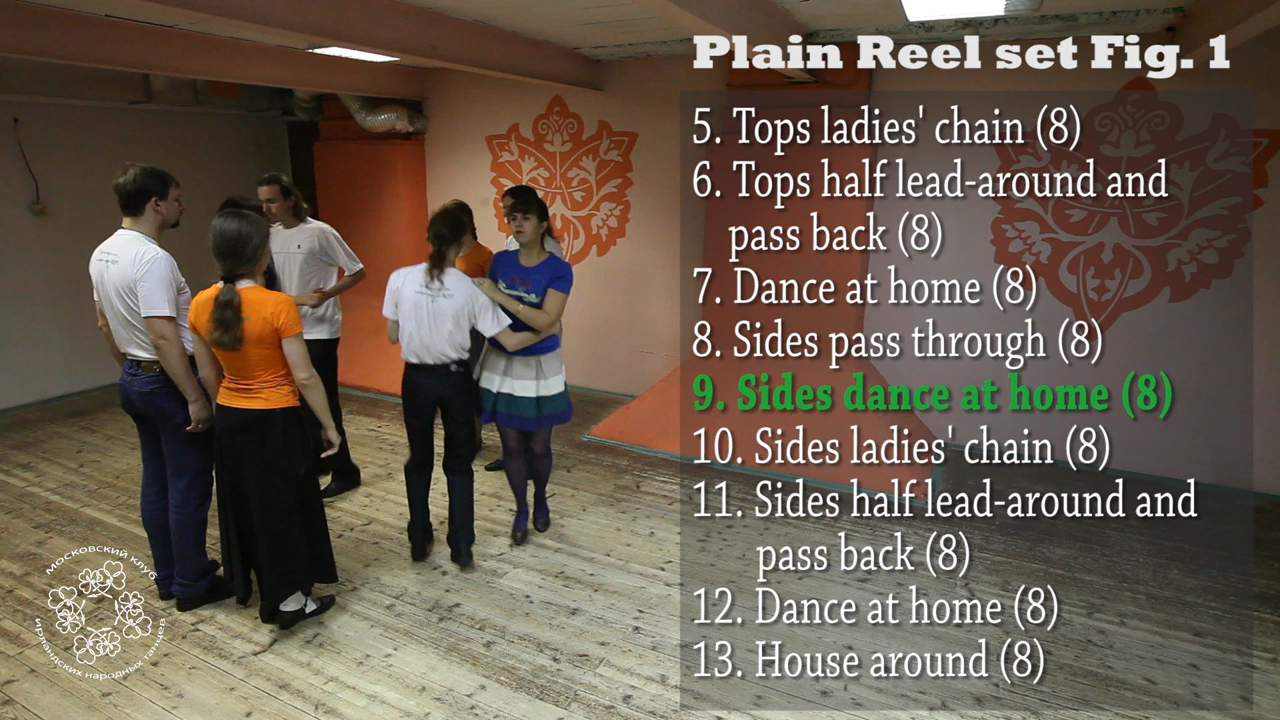 Plain Reel set Fig. 1
5. Tops ladies' chain (8)
6. Tops half lead-around and
pass back (8)
7. Dance at home (8)
8. Sides pass through (8)
9. Sides dance at home (8)
10. Sides ladies' chain (8)
11. Sides half lead-around and
pass back (8)
12. Dance at home (8)
13. House around (8)
Московский клуб
ирландских народных танцев